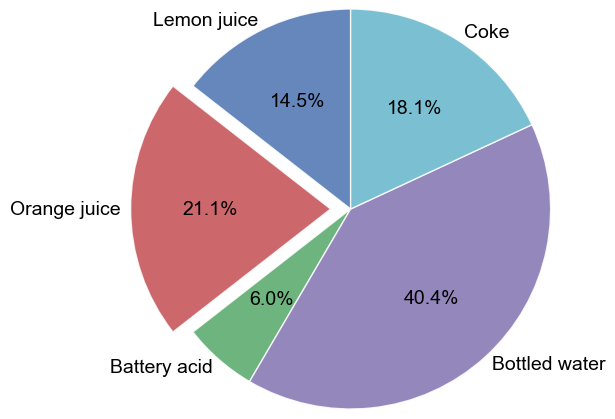 Lemon juice
Coke
14.5%
18.1%
Orange juice
21.1%
6.0%
40.4%
Battery acid
Bottled water